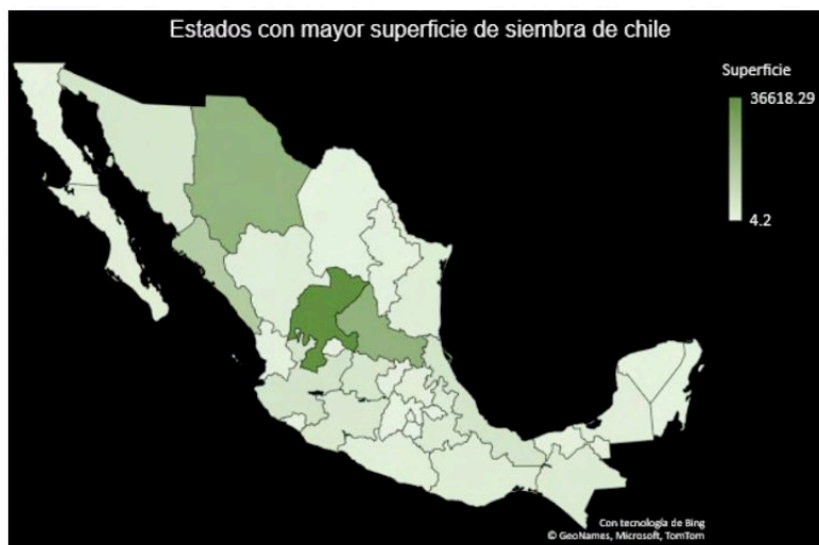 Estados con mayor superficie de siembra de chile
Superficie
36618.29
4.2
Con tecnología de Bing
© GeoNames, Microsoft, TomTom